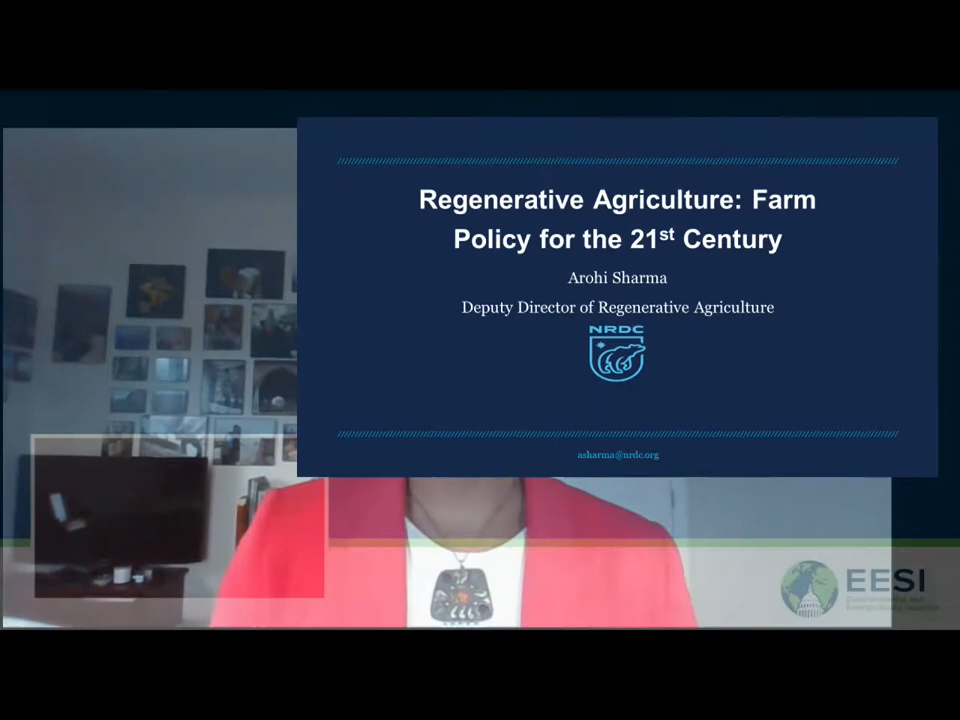 Regenerative Agriculture: Farm
Policy for the 21st Century
Arohi Sharma
Deputy Director of Regenerative Agriculture
NRDC
asharma@nrdc.org
EESI